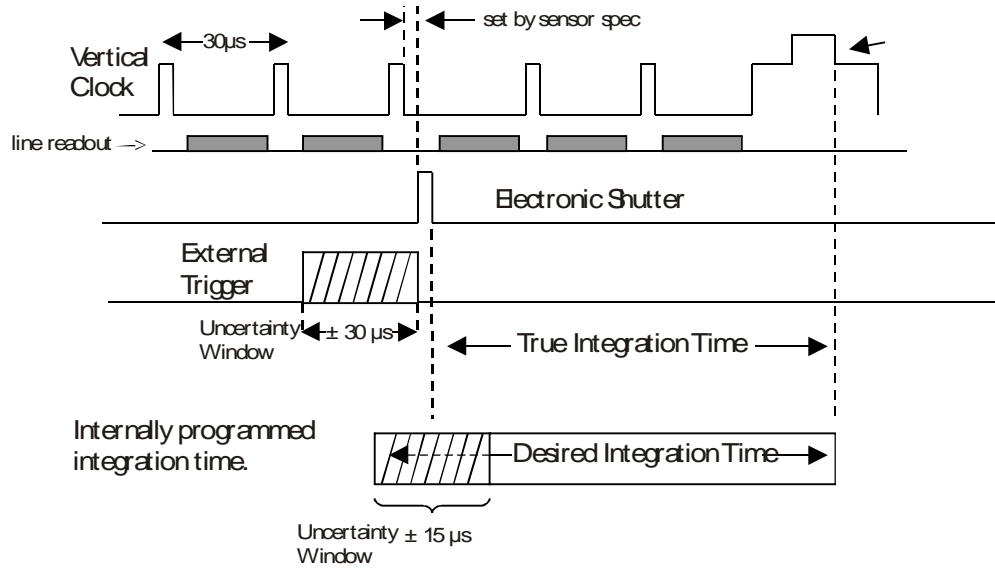 set by sensor spec
30µs
Vertical
Clock
line readout
Electronic Shutter
External
Trigger
Uncertainty
Window
± 30 µs
True Integration Time
Internally programmed
integration time.
Desired Integration Time
Uncertainty
Window
± 15 µs